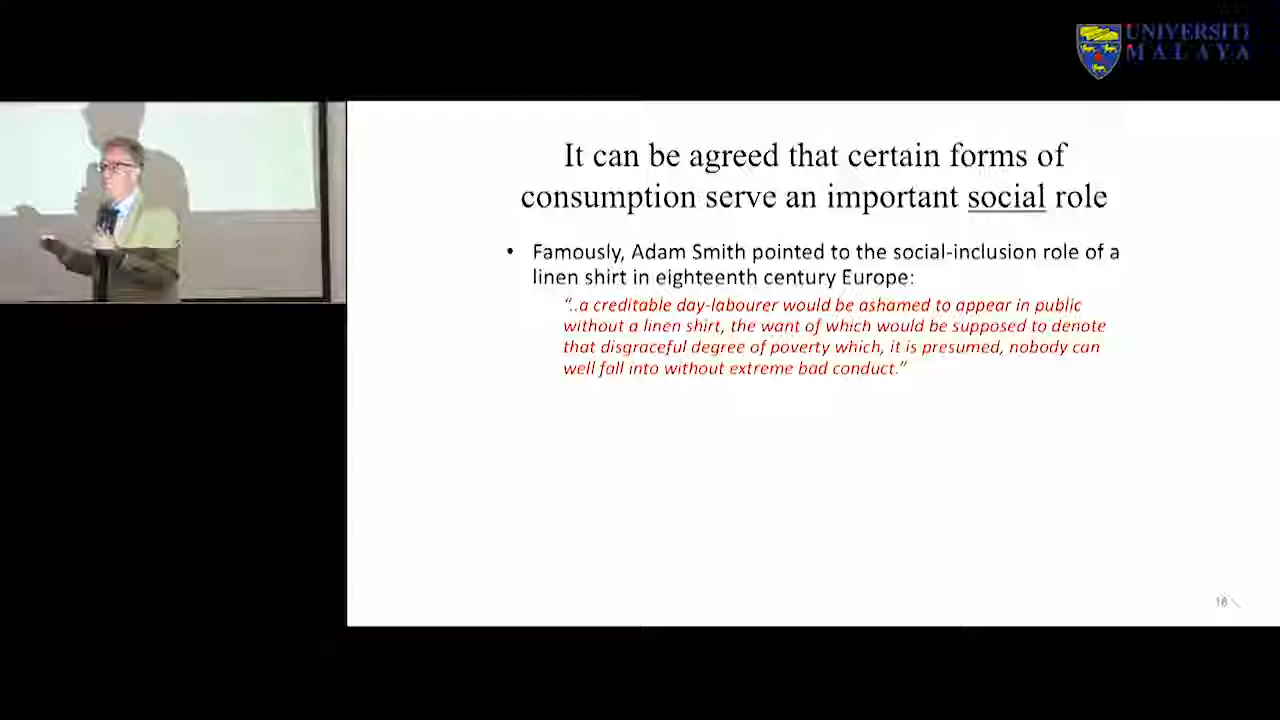 UNIVERSITI
MALAYA
It can be agreed that certain forms of
consumption serve an important social role
• Famously, Adam Smith pointed to the social-inclusion role of a
linen shirt in eighteenth century Europe:
“..a creditable day-labourer would be ashamed to appear in public
without a linen shirt, the want of which would be supposed to denote
that disgraceful degree of poverty which, it is presumed, nobody can
well fall into without extreme bad conduct.”